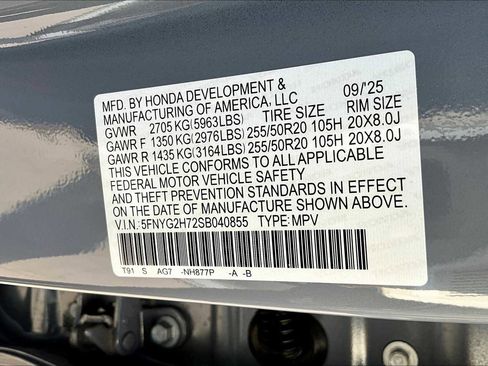 MFD. BY HONDA DEVELOPMENT & 09/'25
MANUFACTURING OF AMERICA, LLC
GVWR 2705 KG(5963LBS) TIRE SIZE RIM SIZE
GAWR F 1350 KG(2976LBS) 255/50R20 105H 20X8.0J
GAWR R 1435 KG(3164LBS) 255/50R20 105H 20X8.0J
THIS VEHICLE CONFORMS TO ALL APPLICABLE
FEDERAL MOTOR VEHICLE SAFETY
AND THEFT PREVENTION STANDARDS IN EFFECT
ON THE DATE OF MANUFACTURE SHOWN ABOVE.
V.I.N.: 5FNYG2H72SB040855 TYPE: MPV
T91 S AG7 -NH877P -A -B